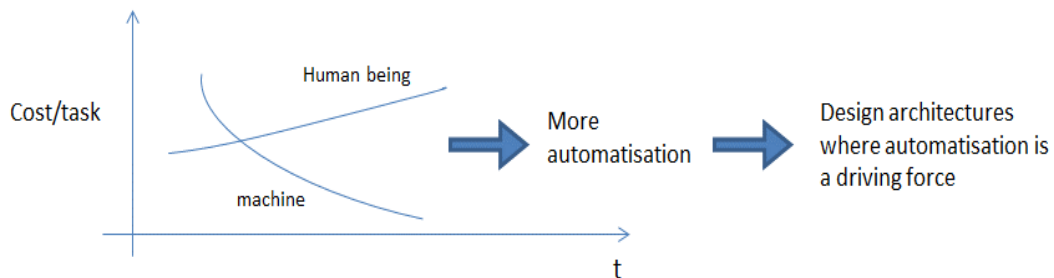 Cost/task
Human being
machine
t
More
automatisation
Design architectures
where automatisation is
a driving force